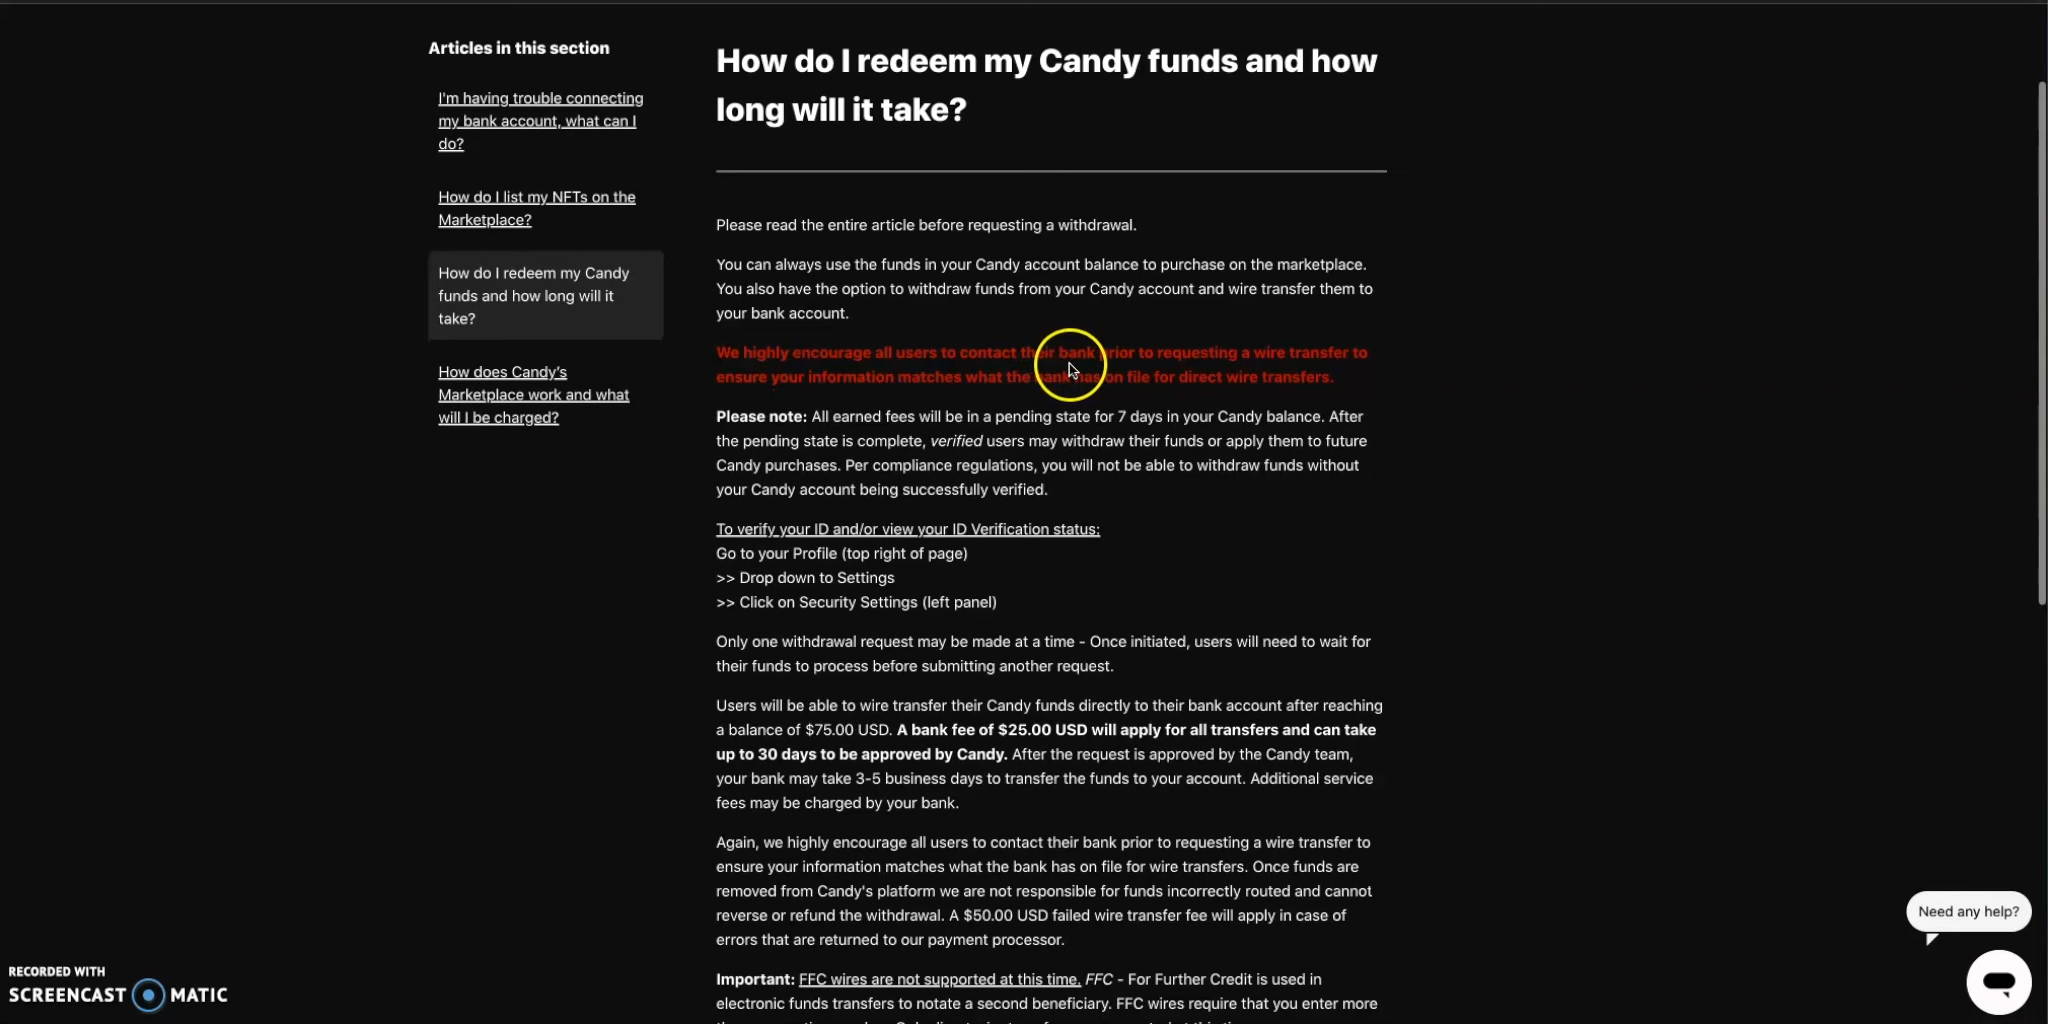 Articles in this section
I'm having trouble connecting
my bank account, what can I
do?
How do I list my NFTs on the
Marketplace?
How do I redeem my Candy
funds and how long will it
take?
How does Candy's
Marketplace work and what
will I be charged?
How do I redeem my Candy funds and how
long will it take?
Please read the entire article before requesting a withdrawal.
You can always use the funds in your Candy account balance to purchase on the marketplace.
You also have the option to withdraw funds from your Candy account and wire transfer them to
your bank account.
We highly encourage all users to contact their bank prior to requesting a wire transfer to
ensure your information matches what the bank has on file for direct wire transfers.
Please note: All earned fees will be in a pending state for 7 days in your Candy balance. After
the pending state is complete, verified users may withdraw their funds or apply them to future
Candy purchases. Per compliance regulations, you will not be able to withdraw funds without
your Candy account being successfully verified.
To verify your ID and/or view your ID Verification status:
Go to your Profile (top right of page)
>> Drop down to Settings
>> Click on Security Settings (left panel)
Only one withdrawal request may be made at a time - Once initiated, users will need to wait for
their funds to process before submitting another request.
Users will be able to wire transfer their Candy funds directly to their bank account after reaching
a balance of $75.00 USD. A bank fee of $25.00 USD will apply for all transfers and can take
up to 30 days to be approved by Candy. After the request is approved by the Candy team,
your bank may take 3-5 business days to transfer the funds to your account. Additional service
fees may be charged by your bank.
Again, we highly encourage all users to contact their bank prior to requesting a wire transfer to
ensure your information matches what the bank has on file for wire transfers. Once funds are
removed from Candy's platform we are not responsible for funds incorrectly routed and cannot
reverse or refund the withdrawal. A $50.00 USD failed wire transfer fee will apply in case of
errors that are returned to our payment processor.
Important: FFC wires are not supported at this time. FFC - For Further Credit is used in
electronic funds transfers to notate a second beneficiary. FFC wires require that you enter more
Need any help?
RECORDED WITH
SCREENCAST MATIC